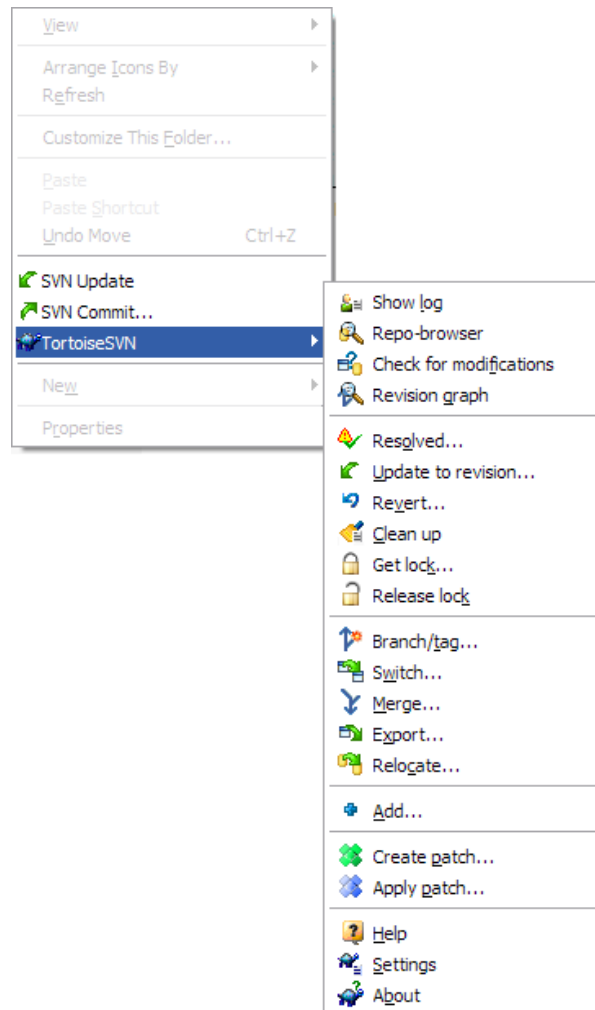 View
Arrange Icons By
Refresh
Customize This Folder...
Paste
Paste Shortcut
Undo Move Ctrl+Z
SVN Update
SVN Commit...
TortoiseSVN
New
Properties
Show log
Repo-browser
Check for modifications
Revision graph
Resolved...
Update to revision...
Revert...
Clean up
Get lock...
Release lock
Branch/tag...
Switch...
Merge...
Export...
Relocate...
Add...
Create patch...
Apply patch...
Help
Settings
About